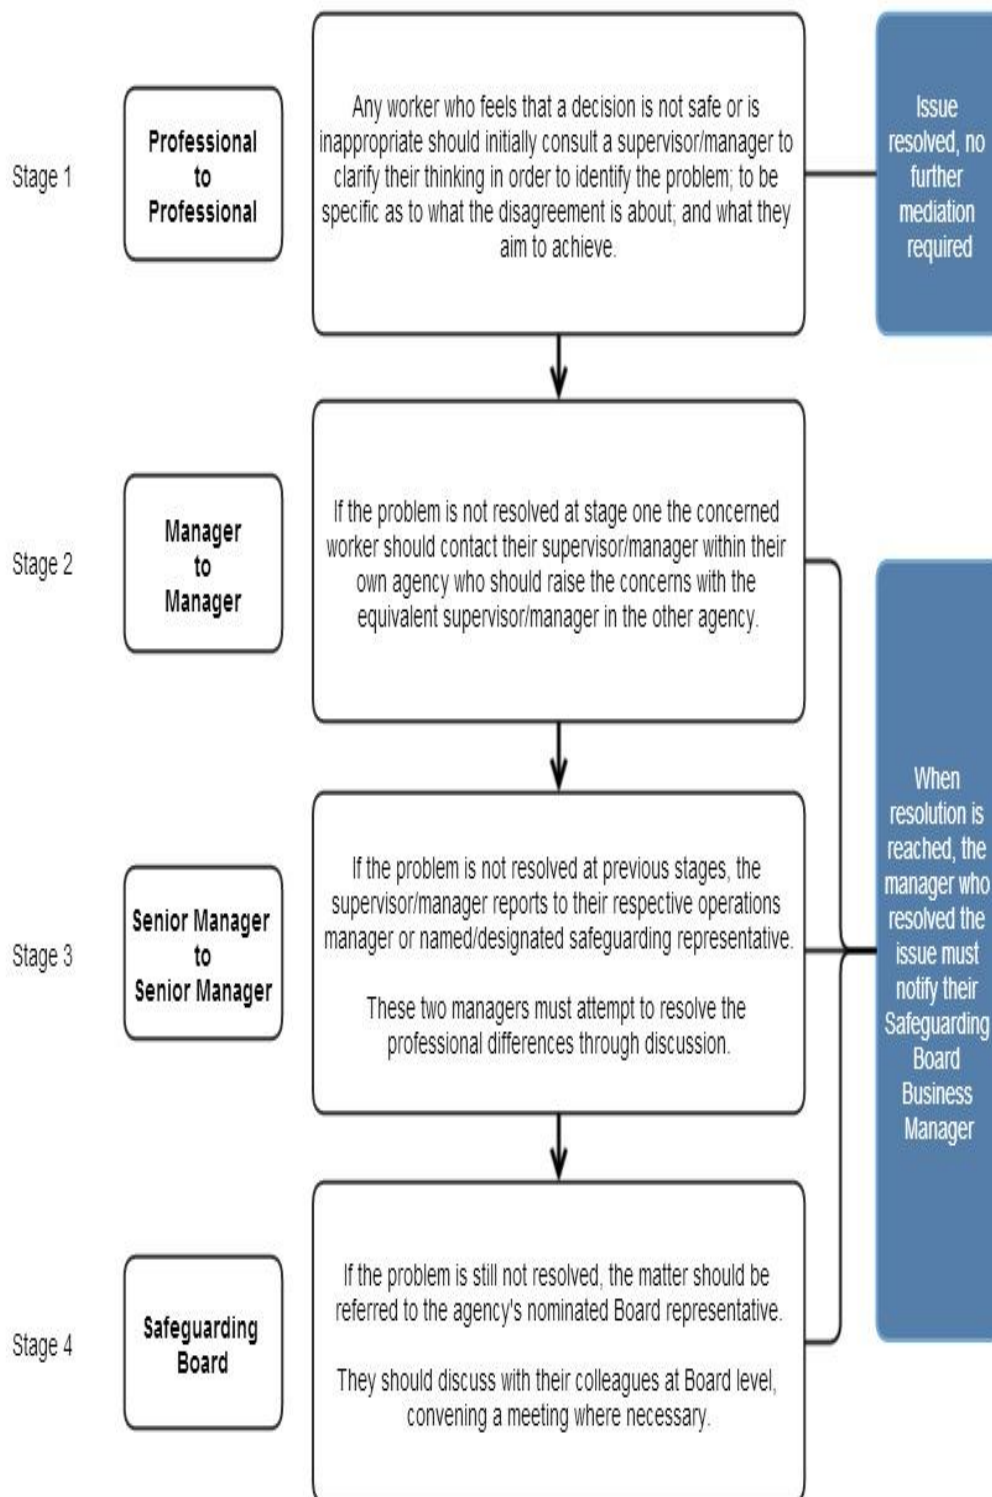 Stage 1
Professional
to
Professional
Any worker who feels that a decision is not safe or is
inappropriate should initially consult a supervisor/manager to
clarify their thinking in order to identify the problem; to be
specific as to what the disagreement is about; and what they
aim to achieve.
Issue
resolved, no
further
mediation
required
Stage 2
Manager
to
Manager
If the problem is not resolved at stage one the concerned
worker should contact their supervisor/manager within their
own agency who should raise the concerns with the
equivalent supervisor/manager in the other agency.
Stage 3
Senior Manager
to
Senior Manager
If the problem is not resolved at previous stages, the
supervisor/manager reports to their respective operations
manager or named/designated safeguarding representative.
These two managers must attempt to resolve the
professional differences through discussion.
When
resolution is
reached, the
manager who
resolved the
issue must
notify their
Safeguarding
Board
Business
Manager
Stage 4
Safeguarding
Board
If the problem is still not resolved, the matter should be
referred to the agency's nominated Board representative.
They should discuss with their colleagues at Board level,
convening a meeting where necessary.